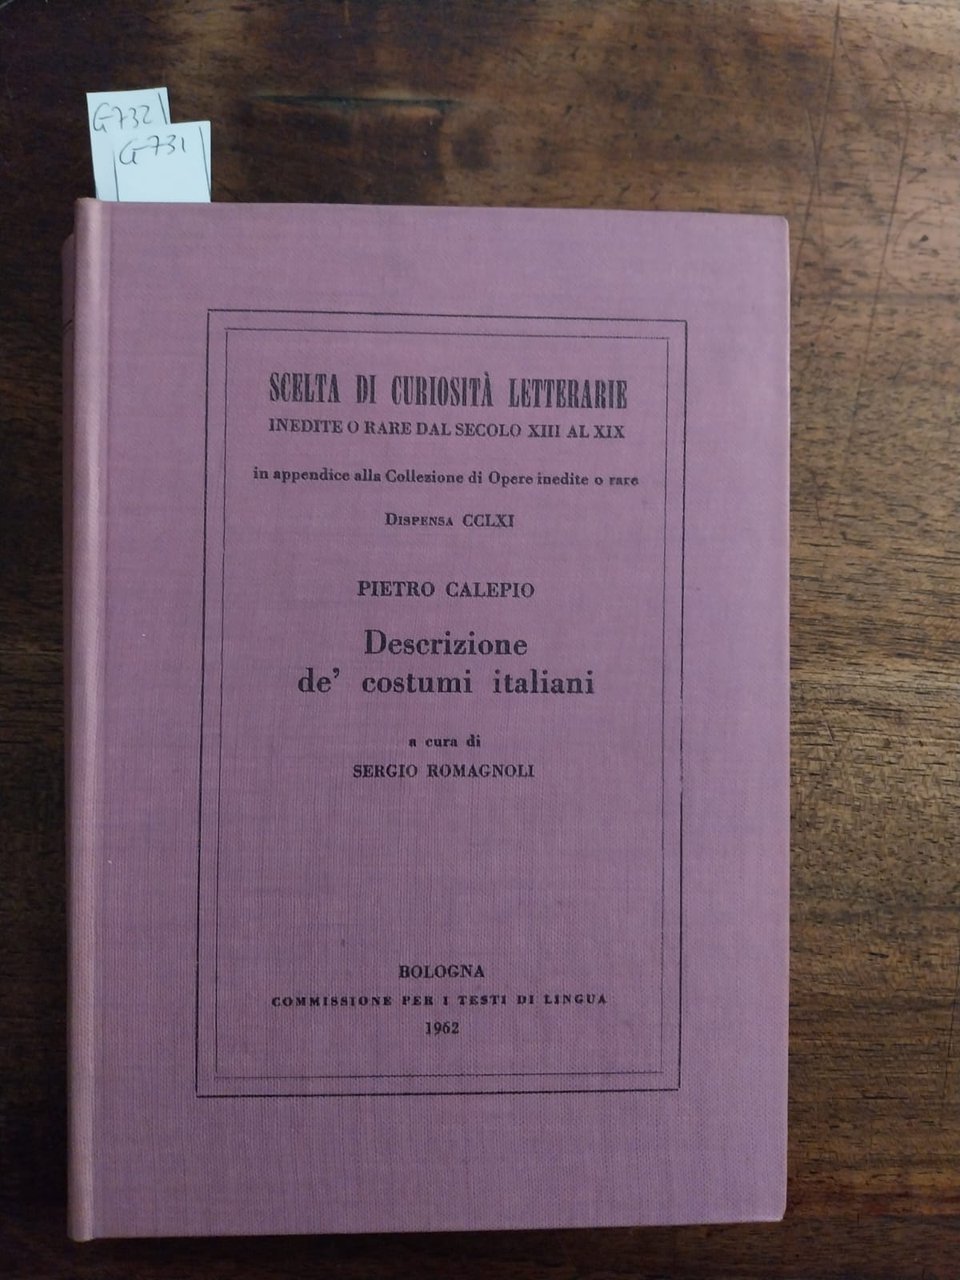 G732
G731
SCELTA DI CURIOSITÀ LETTERARIE
INEDITE O RARE DAL SECOLO XIII AL XIX
in appendice alla Collezione di Opere inedite o rare
DISPENSA CCLXI
PIETRO CALEPIO
Descrizione
de' costumi italiani
a cura di
SERGIO ROMAGNOLI
BOLOGNA
COMMISSIONE PER I TESTI DI LINGUA
1962